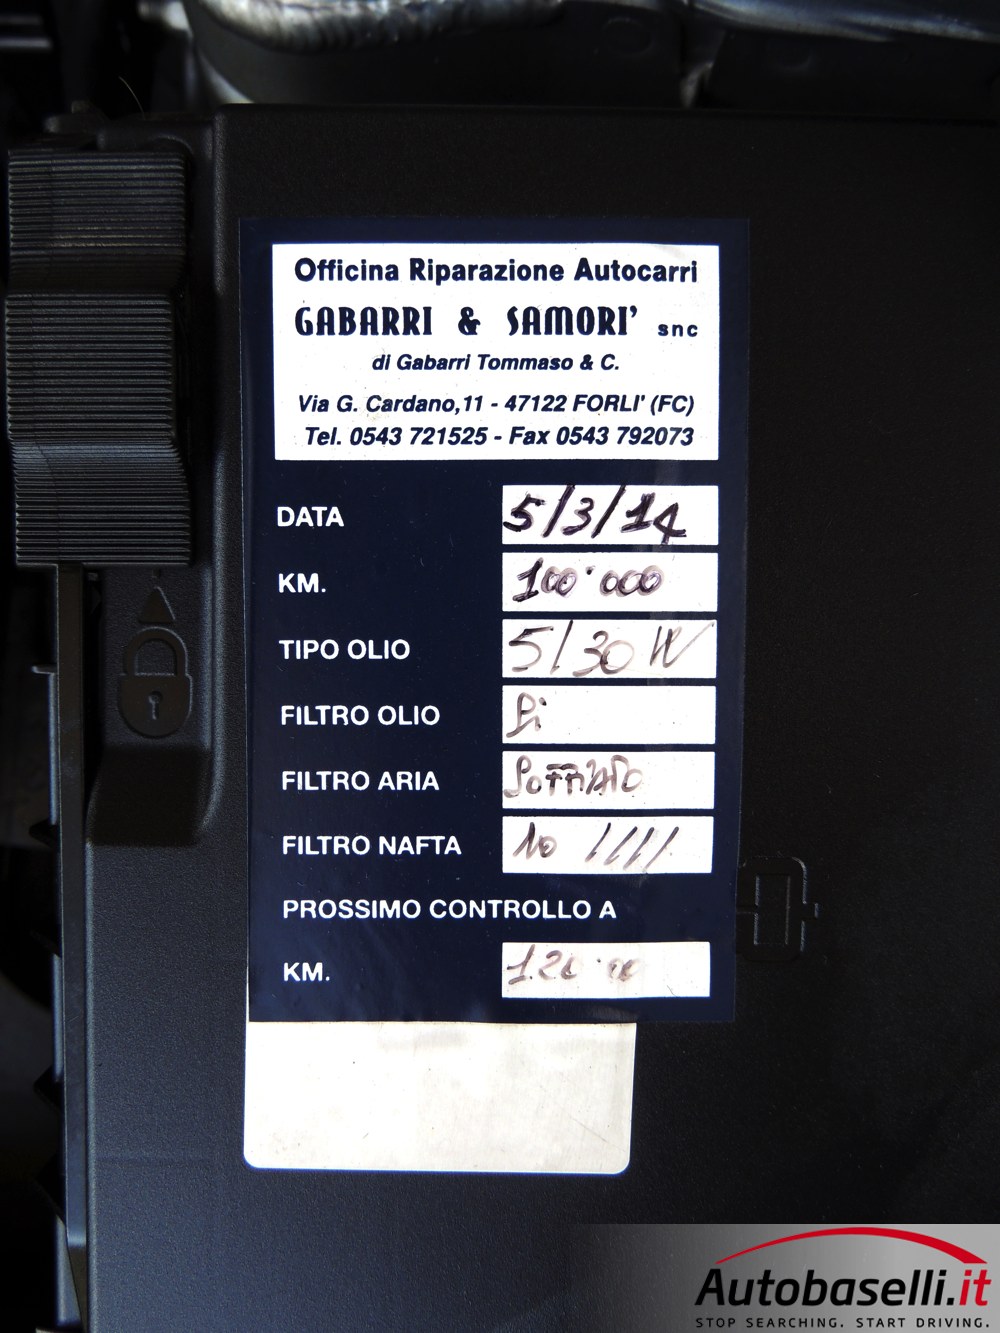 Officina Riparazione Autocarri
GABARRI & SAMORI' snc
di Gabarri Tommaso & C.
Via G. Cardano,11 - 47122 FORLI' (FC)
Tel. 0543 721525 - Fax 0543 792073
DATA 5/3/14
KM. 100'000
TIPO OLIO 5/30 W
FILTRO OLIO Si
FILTRO ARIA Soffiato
FILTRO NAFTA No ////
PROSSIMO CONTROLLO A
KM.
Autobaselli.it
STOP SEARCHING. START DRIVING.